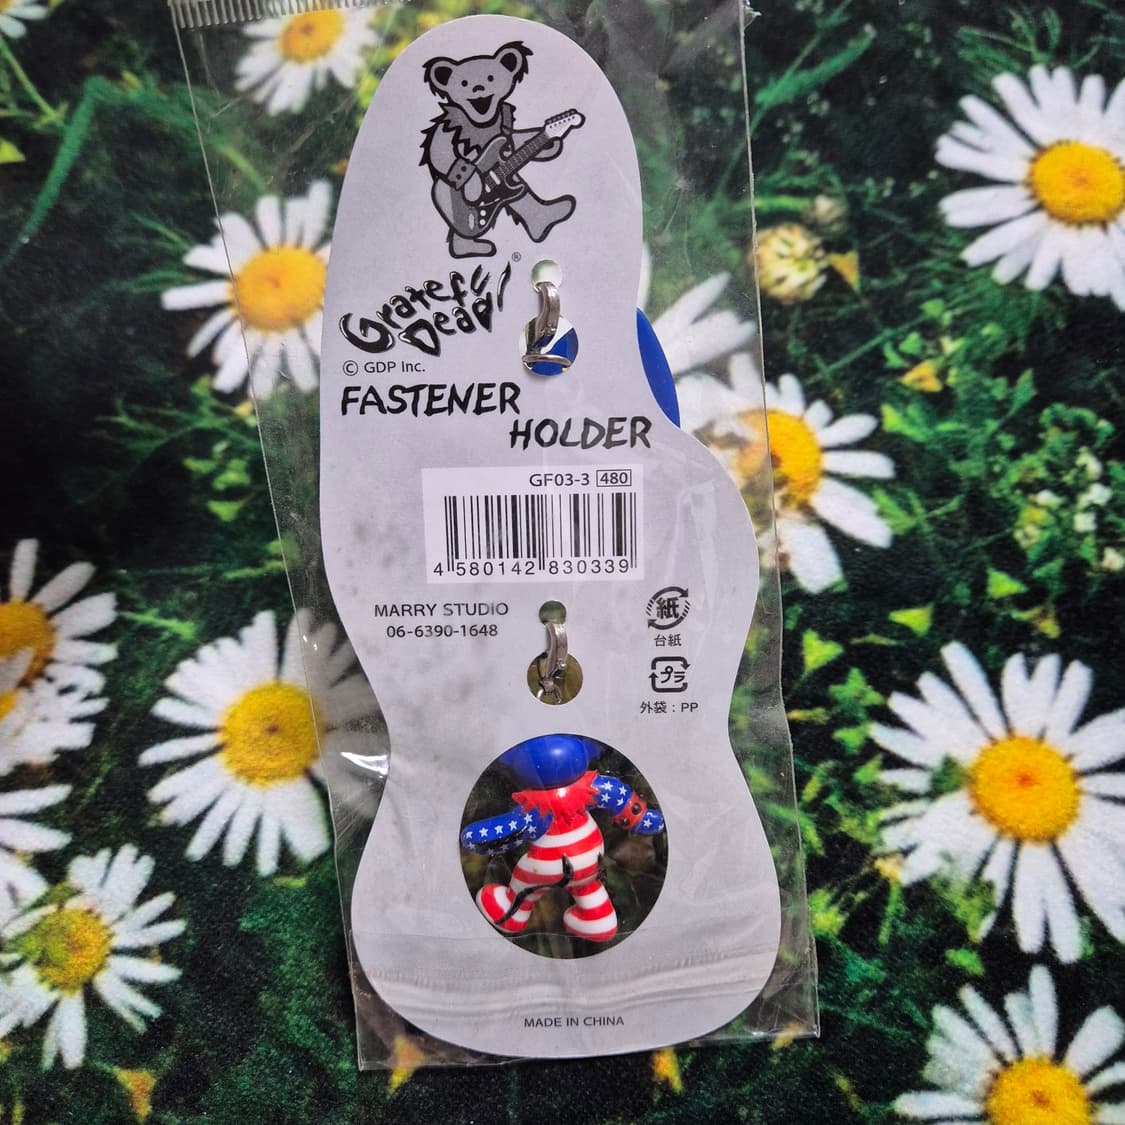 Grateful
Dead®
© GDP Inc.
FASTENER
HOLDER
GF03-3 480
4 580142 830339
MARRY STUDIO
06-6390-1648
紙
台紙
プラ
外袋：PP
MADE IN CHINA